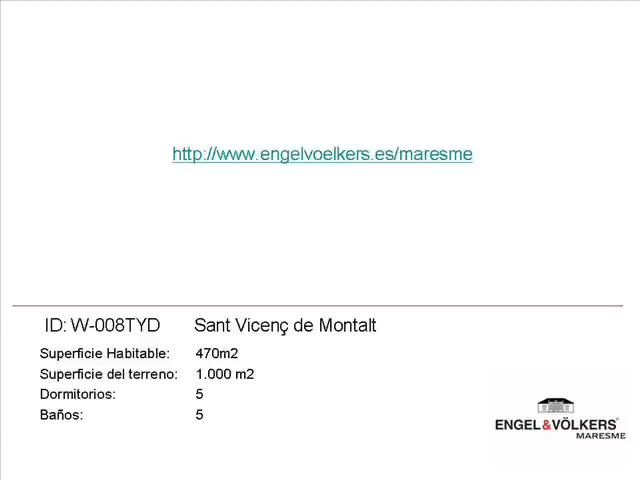 http://www.engelvoelkers.es/maresme
ID: W-008TYD Sant Vicenç de Montalt
Superficie Habitable: 470m2
Superficie del terreno: 1.000 m2
Dormitorios: 5
Baños: 5
ENGEL&VÖLKERS®
MARESME